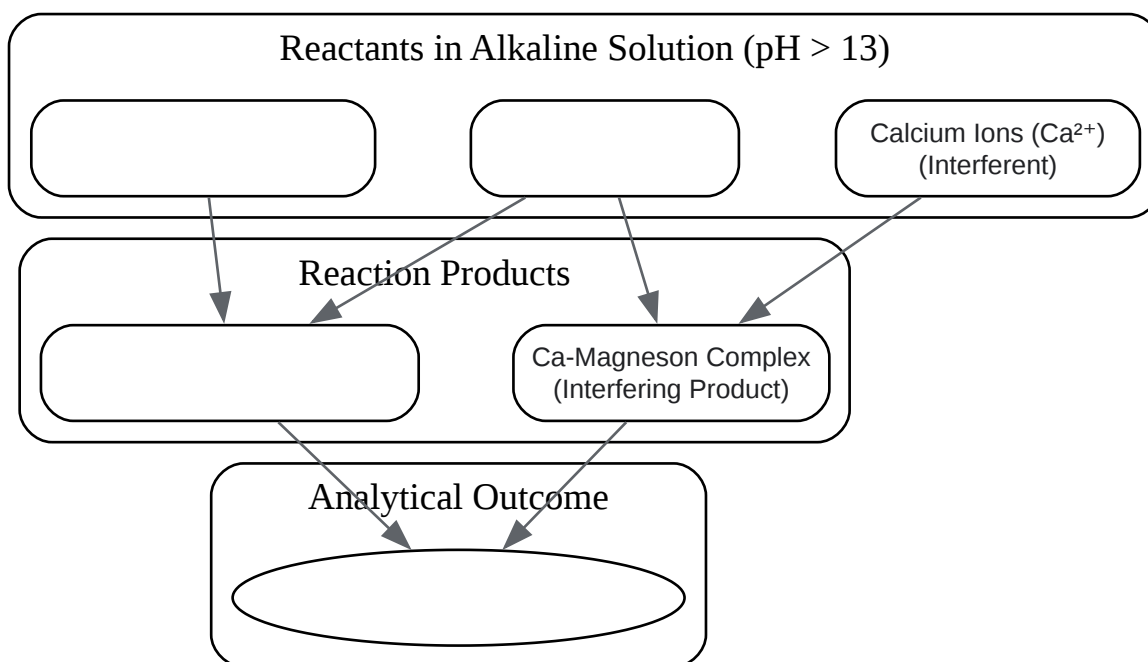 Reactants in Alkaline Solution (pH > 13)
Calcium Ions (Ca²⁺)
(Interferent)
Reaction Products
Ca-Magneson Complex
(Interfering Product)
Analytical Outcome